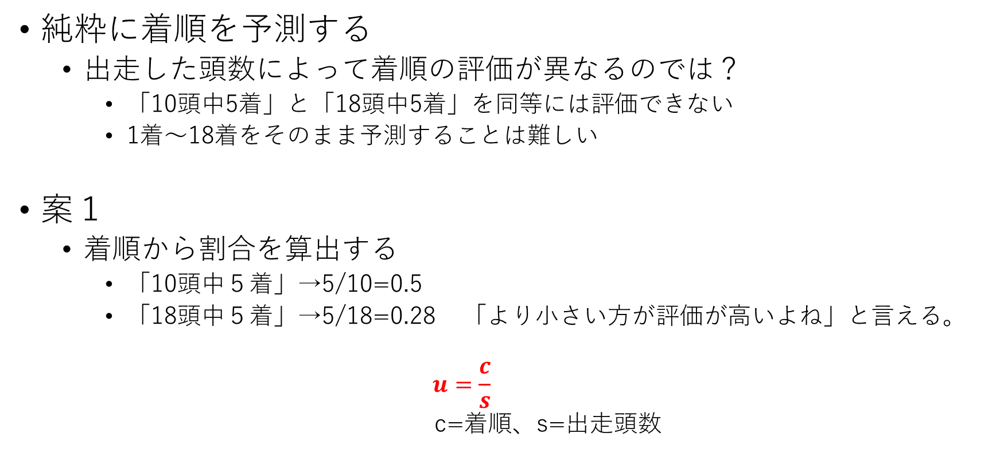 • 純粋に着順を予測する
• 出走した頭数によって着順の評価が異なるのでは？
• 「10頭中5着」と「18頭中5着」を同等には評価できない
• 1着～18着をそのまま予測することは難しい
• 案１
• 着順から割合を算出する
• 「10頭中５着」→5/10=0.5
• 「18頭中５着」→5/18=0.28　「より小さい方が評価が高いよね」と言える。
u = c/s
c=着順、s=出走頭数